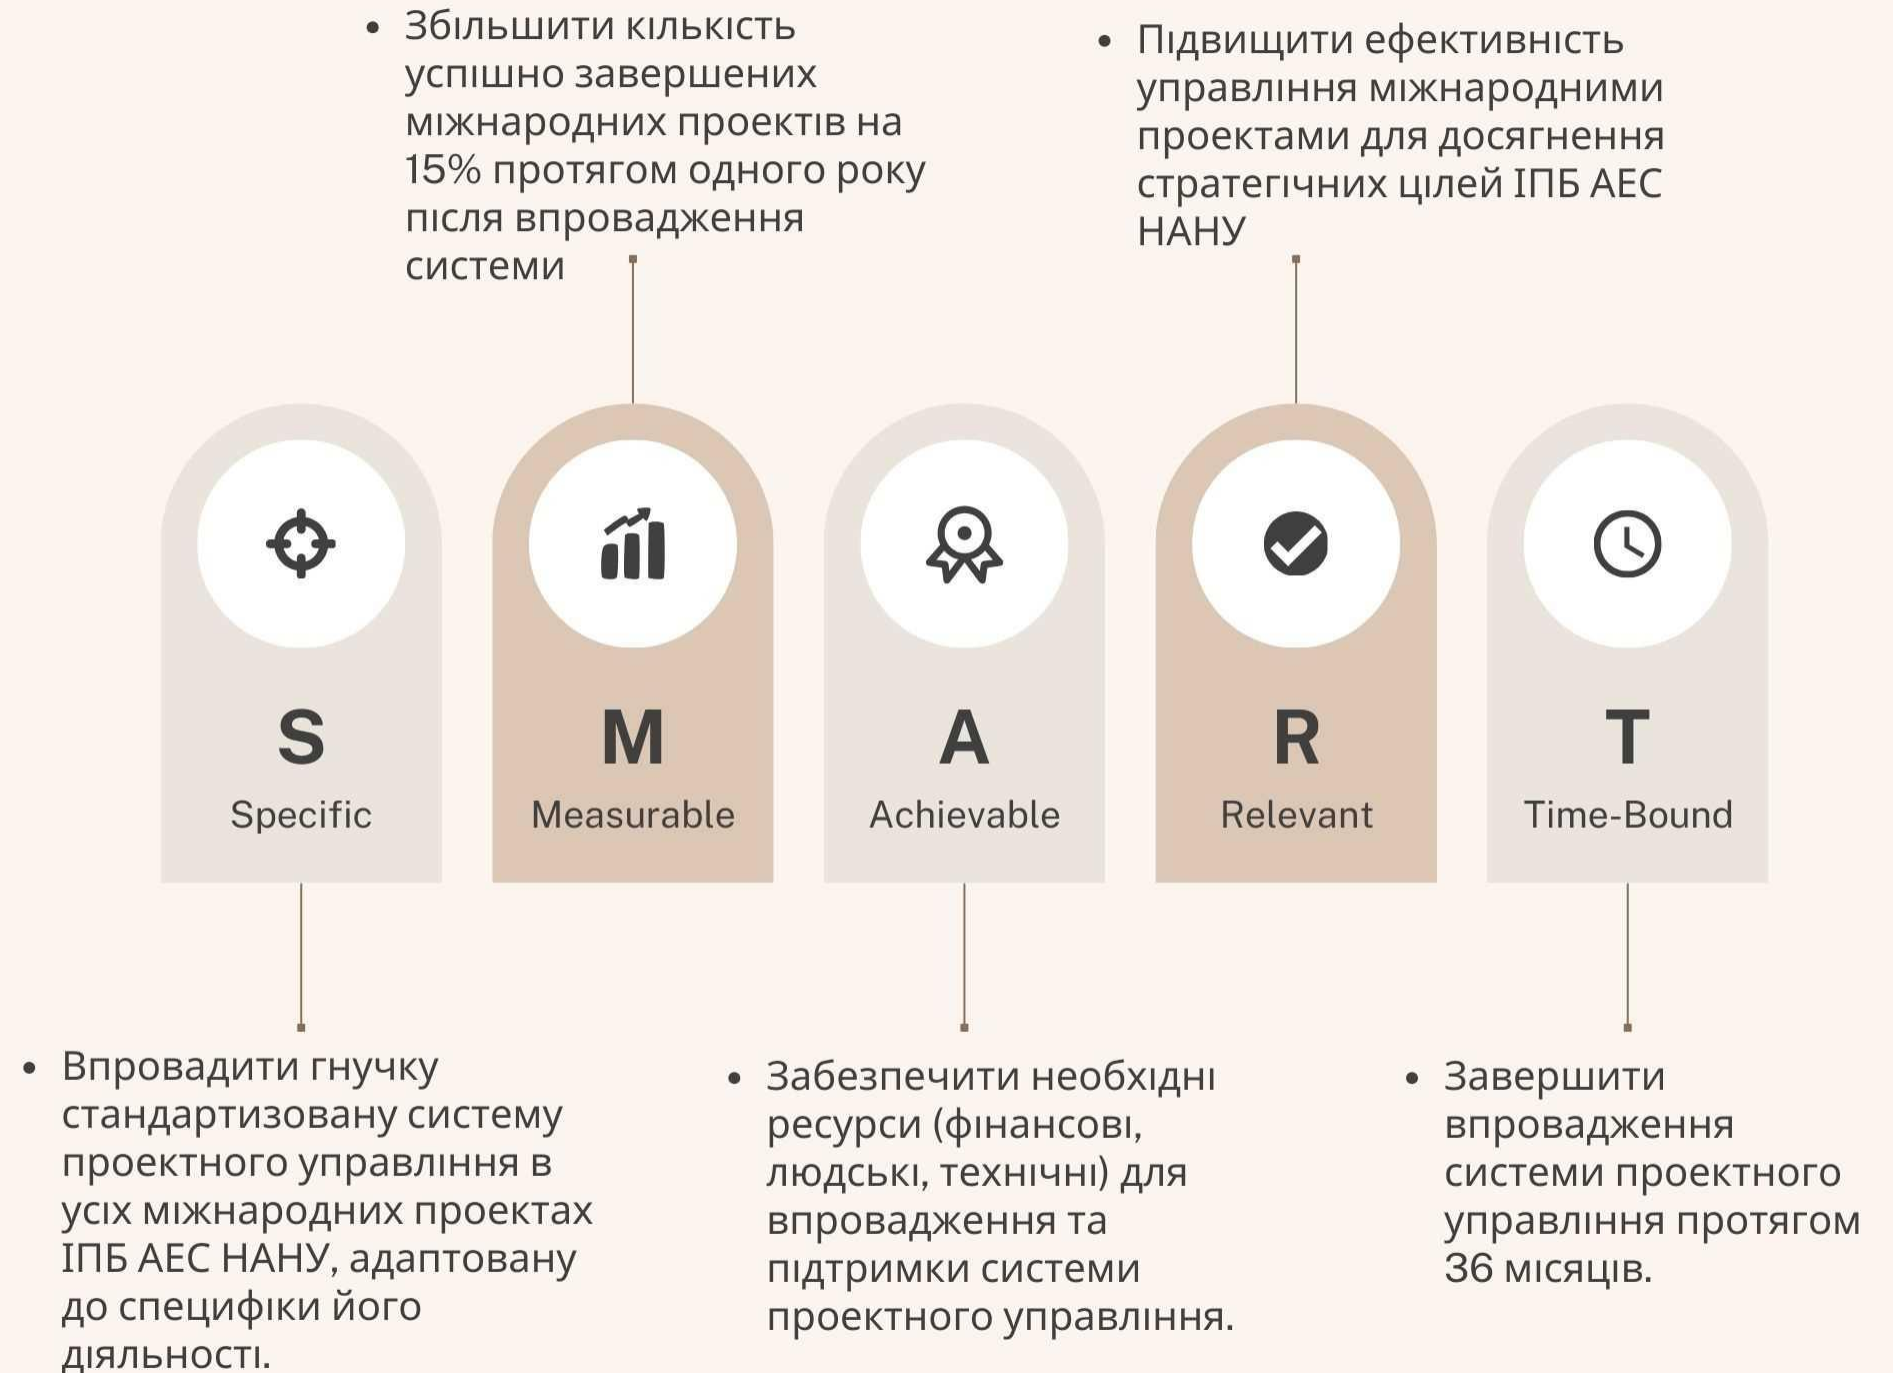 Збільшити кількість
успішно завершених
міжнародних проектів на
15% протягом одного року
після впровадження
системи
Підвищити ефективність
управління міжнародними
проектами для досягнення
стратегічних цілей ІПБ АЕС
НАНУ
S
Specific
M
Measurable
A
Achievable
R
Relevant
T
Time-Bound
Впровадити гнучку
стандартизовану систему
проектного управління в
усіх міжнародних проектах
ІПБ АЕС НАНУ, адаптовану
до специфіки його
діяльності.
Забезпечити необхідні
ресурси (фінансові,
людські, технічні) для
впровадження та
підтримки системи
проектного управління.
Завершити
впровадження
системи проектного
управління протягом
36 місяців.